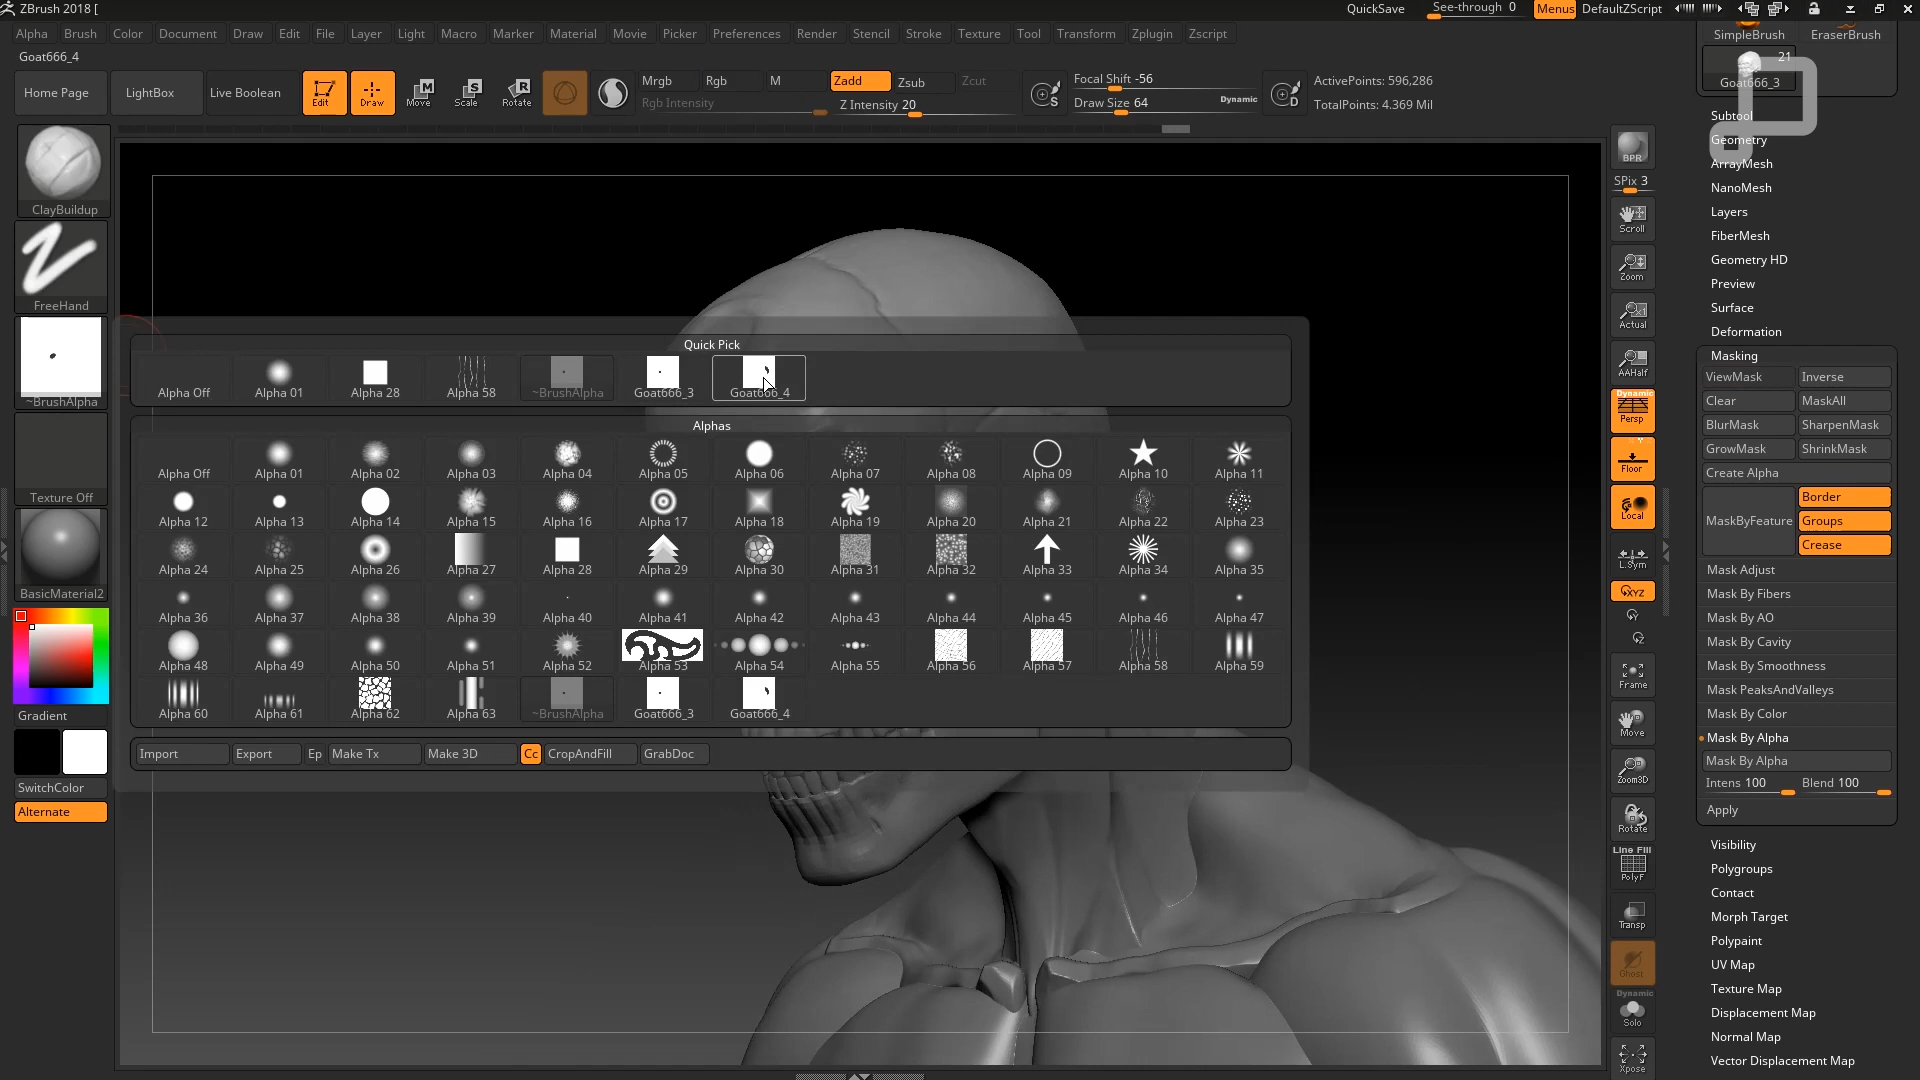 ZBrush 2018 [
QuickSave
See-through 0
Menus
DefaultZScript
Alpha Brush Color Document Draw Edit File Layer Light Macro Marker Material Movie Picker Preferences Render Stencil Stroke Texture Tool Transform Zplugin Zscript
SimpleBrush EraserBrush
21
Goat666_3
Goat666_4
Home Page LightBox Live Boolean Edit Draw Move Scale Rotate
M S R
Mrgb Rgb M Zadd Zsub Zcut
Rgb Intensity Z Intensity 20
S
Focal Shift -56
Draw Size 64 Dynamic
D
ActivePoints: 596,286
TotalPoints: 4.369 Mil
ClayBuildup
FreeHand
~BrushAlpha
Texture Off
BasicMaterial2
Gradient
SwitchColor
Alternate
Quick Pick
Alpha Off Alpha 01 Alpha 28 Alpha 58 ~BrushAlpha Goat666_3 Goat666_4
Alphas
Alpha Off Alpha 01 Alpha 02 Alpha 03 Alpha 04 Alpha 05 Alpha 06 Alpha 07 Alpha 08 Alpha 09 Alpha 10 Alpha 11
Alpha 12 Alpha 13 Alpha 14 Alpha 15 Alpha 16 Alpha 17 Alpha 18 Alpha 19 Alpha 20 Alpha 21 Alpha 22 Alpha 23
Alpha 24 Alpha 25 Alpha 26 Alpha 27 Alpha 28 Alpha 29 Alpha 30 Alpha 31 Alpha 32 Alpha 33 Alpha 34 Alpha 35
Alpha 36 Alpha 37 Alpha 38 Alpha 39 Alpha 40 Alpha 41 Alpha 42 Alpha 43 Alpha 44 Alpha 45 Alpha 46 Alpha 47
Alpha 48 Alpha 49 Alpha 50 Alpha 51 Alpha 52 Alpha 53 Alpha 54 Alpha 55 Alpha 56 Alpha 57 Alpha 58 Alpha 59
Alpha 60 Alpha 61 Alpha 62 Alpha 63 ~BrushAlpha Goat666_3 Goat666_4
Import Export Ep Make Tx Make 3D Cc CropAndFill GrabDoc
BPR
SPix 3
Scroll
Zoom
Actual
AAHalf
Dynamic
Persp
Floor
Local
L.Sym
XYZ
Y
Z
Frame
Move
Zoom3D
Rotate
Line Fill
PolyF
Transp
Ghost
Dynamic
Solo
Xpose
Subtool
Geometry
ArrayMesh
NanoMesh
Layers
FiberMesh
Geometry HD
Preview
Surface
Deformation
Masking
ViewMask Inverse
Clear MaskAll
BlurMask SharpenMask
GrowMask ShrinkMask
Create Alpha
MaskByFeature
Border
Groups
Crease
Mask Adjust
Mask By Fibers
Mask By AO
Mask By Cavity
Mask By Smoothness
Mask PeaksAndValleys
Mask By Color
Mask By Alpha
Mask By Alpha
Intens 100 Blend 100
Apply
Visibility
Polygroups
Contact
Morph Target
Polypaint
UV Map
Texture Map
Displacement Map
Normal Map
Vector Displacement Map